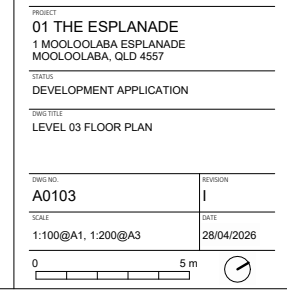 PROJECT
01 THE ESPLANADE
1 MOOLOOLABA ESPLANADE
MOOLOOLABA, QLD 4557
STATUS
DEVELOPMENT APPLICATION
DWG TITLE
LEVEL 03 FLOOR PLAN
DWG NO.
REVISION
A0103
I
SCALE
DATE
1:100@A1, 1:200@A3
28/04/2026
0
5 m